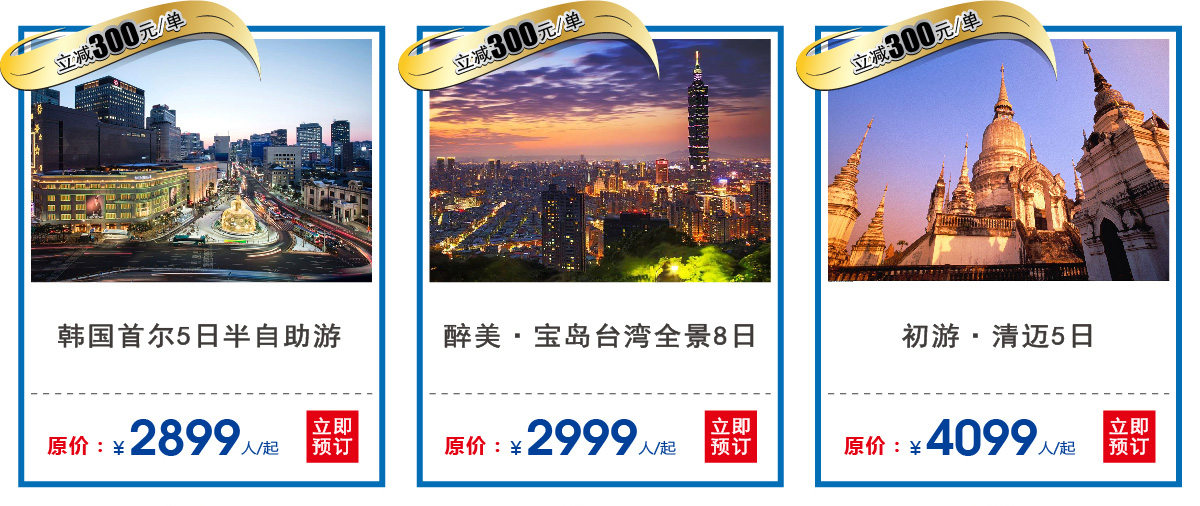 立减300元/单
韩国首尔5日半自助游
原价：¥2899人/起
立即
预订
立减300元/单
醉美·宝岛台湾全景8日
原价：¥2999人/起
立即
预订
立减300元/单
初游·清迈5日
原价：¥4099人/起
立即
预订